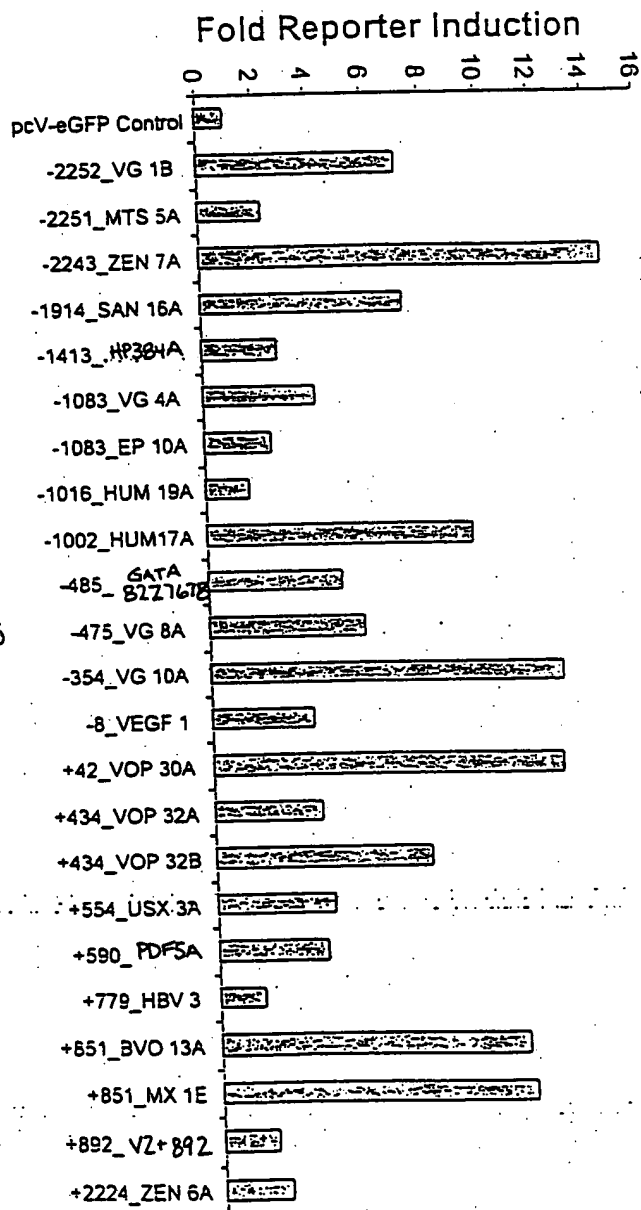 Fold Reporter Induction
0 2 4 6 8 10 12 14 16
pcV-eGFP Control
-2252_VG 1B
-2251_MTS 5A
-2243_ZEN 7A
-1914_SAN 16A
-1413_HP384A
-1083_VG 4A
-1083_EP 10A
-1016_HUM 19A
-1002_HUM17A
-485_GATA
82Z7678
-475_VG 8A
-354_VG 10A
-8_VEGF 1
+42_VOP 30A
+434_VOP 32A
+434_VOP 32B
+554_USX 3A
+590_PDF5A
+779_HBV 3
+851_BVO 13A
+851_MX 1E
+892_VZ+892
+2224_ZEN 6A